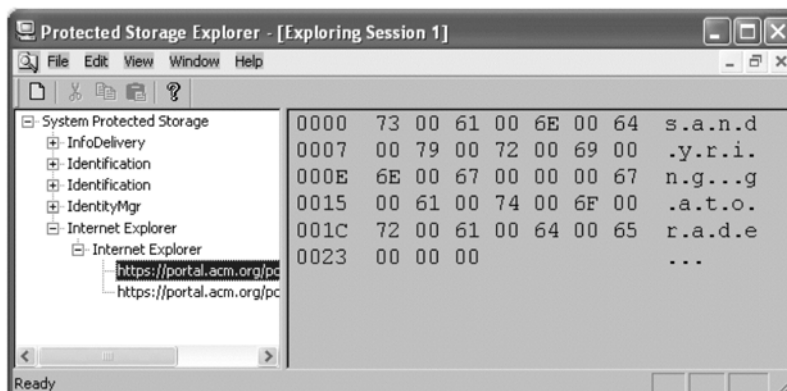 Protected Storage Explorer - [Exploring Session 1]
File Edit View Window Help
System Protected Storage
InfoDelivery
Identification
Identification
IdentityMgr
Internet Explorer
Internet Explorer
https://portal.acm.org/po
https://portal.acm.org/po
0000 73 00 61 00 6E 00 64 s.a.n.d
0007 00 79 00 72 00 69 00 .y.r.i.
000E 6E 00 67 00 00 00 67 n.g...g
0015 00 61 00 74 00 6F 00 .a.t.o.
001C 72 00 61 00 64 00 65 r.a.d.e
0023 00 00 00 ...
Ready